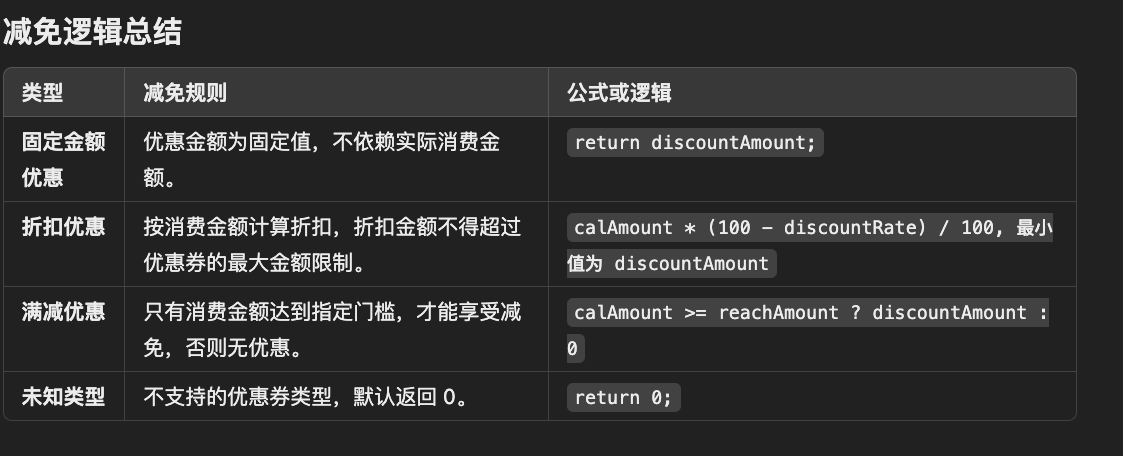 减免逻辑总结
类型 减免规则 公式或逻辑
固定金额 优惠金额为固定值，不依赖实际消费金 return discountAmount;
优惠 额。
折扣优惠 按消费金额计算折扣，折扣金额不得超过 calAmount * (100 - discountRate) / 100, 最小
优惠券的最大金额限制。 值为 discountAmount
满减优惠 只有消费金额达到指定门槛，才能享受减 calAmount >= reachAmount ? discountAmount :
免，否则无优惠。 0
未知类型 不支持的优惠券类型，默认返回 0。 return 0;